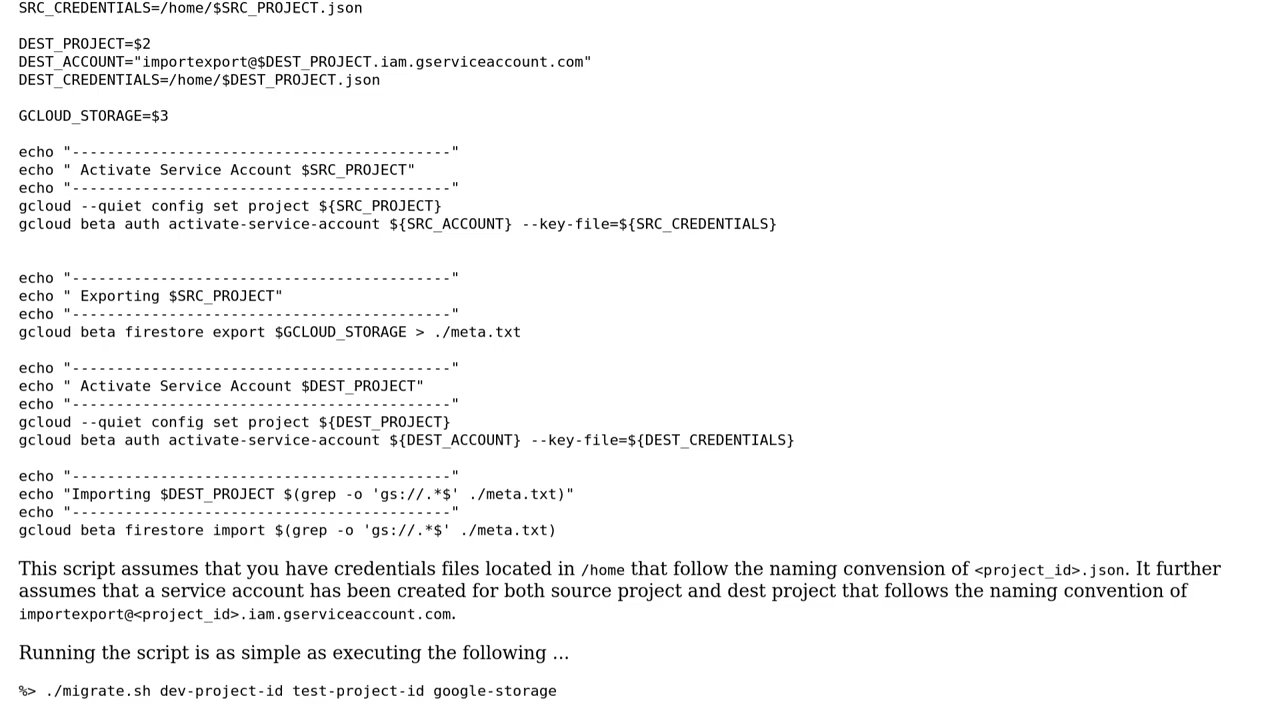 SRC_CREDENTIALS=/home/$SRC_PROJECT.json
DEST_PROJECT=$2
DEST_ACCOUNT="importexport@$DEST_PROJECT.iam.gserviceaccount.com"
DEST_CREDENTIALS=/home/$DEST_PROJECT.json
GCLOUD_STORAGE=$3
echo "-------------------------------------------"
echo " Activate Service Account $SRC_PROJECT"
echo "-------------------------------------------"
gcloud --quiet config set project ${SRC_PROJECT}
gcloud beta auth activate-service-account ${SRC_ACCOUNT} --key-file=${SRC_CREDENTIALS}
echo "-------------------------------------------"
echo " Exporting $SRC_PROJECT"
echo "-------------------------------------------"
gcloud beta firestore export $GCLOUD_STORAGE > ./meta.txt
echo "-------------------------------------------"
echo " Activate Service Account $DEST_PROJECT"
echo "-------------------------------------------"
gcloud --quiet config set project ${DEST_PROJECT}
gcloud beta auth activate-service-account ${DEST_ACCOUNT} --key-file=${DEST_CREDENTIALS}
echo "-------------------------------------------"
echo "Importing $DEST_PROJECT $(grep -o 'gs://.*$' ./meta.txt)"
echo "-------------------------------------------"
gcloud beta firestore import $(grep -o 'gs://.*$' ./meta.txt)
This script assumes that you have credentials files located in /home that follow the naming convension of <project_id>.json. It further
assumes that a service account has been created for both source project and dest project that follows the naming convention of
importexport@<project_id>.iam.gserviceaccount.com.
Running the script is as simple as executing the following …
%> ./migrate.sh dev-project-id test-project-id google-storage